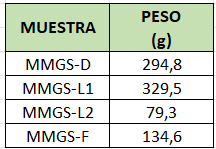 MUESTRA PESO (g)
MMGS-D 294,8
MMGS-L1 329,5
MMGS-L2 79,3
MMGS-F 134,6